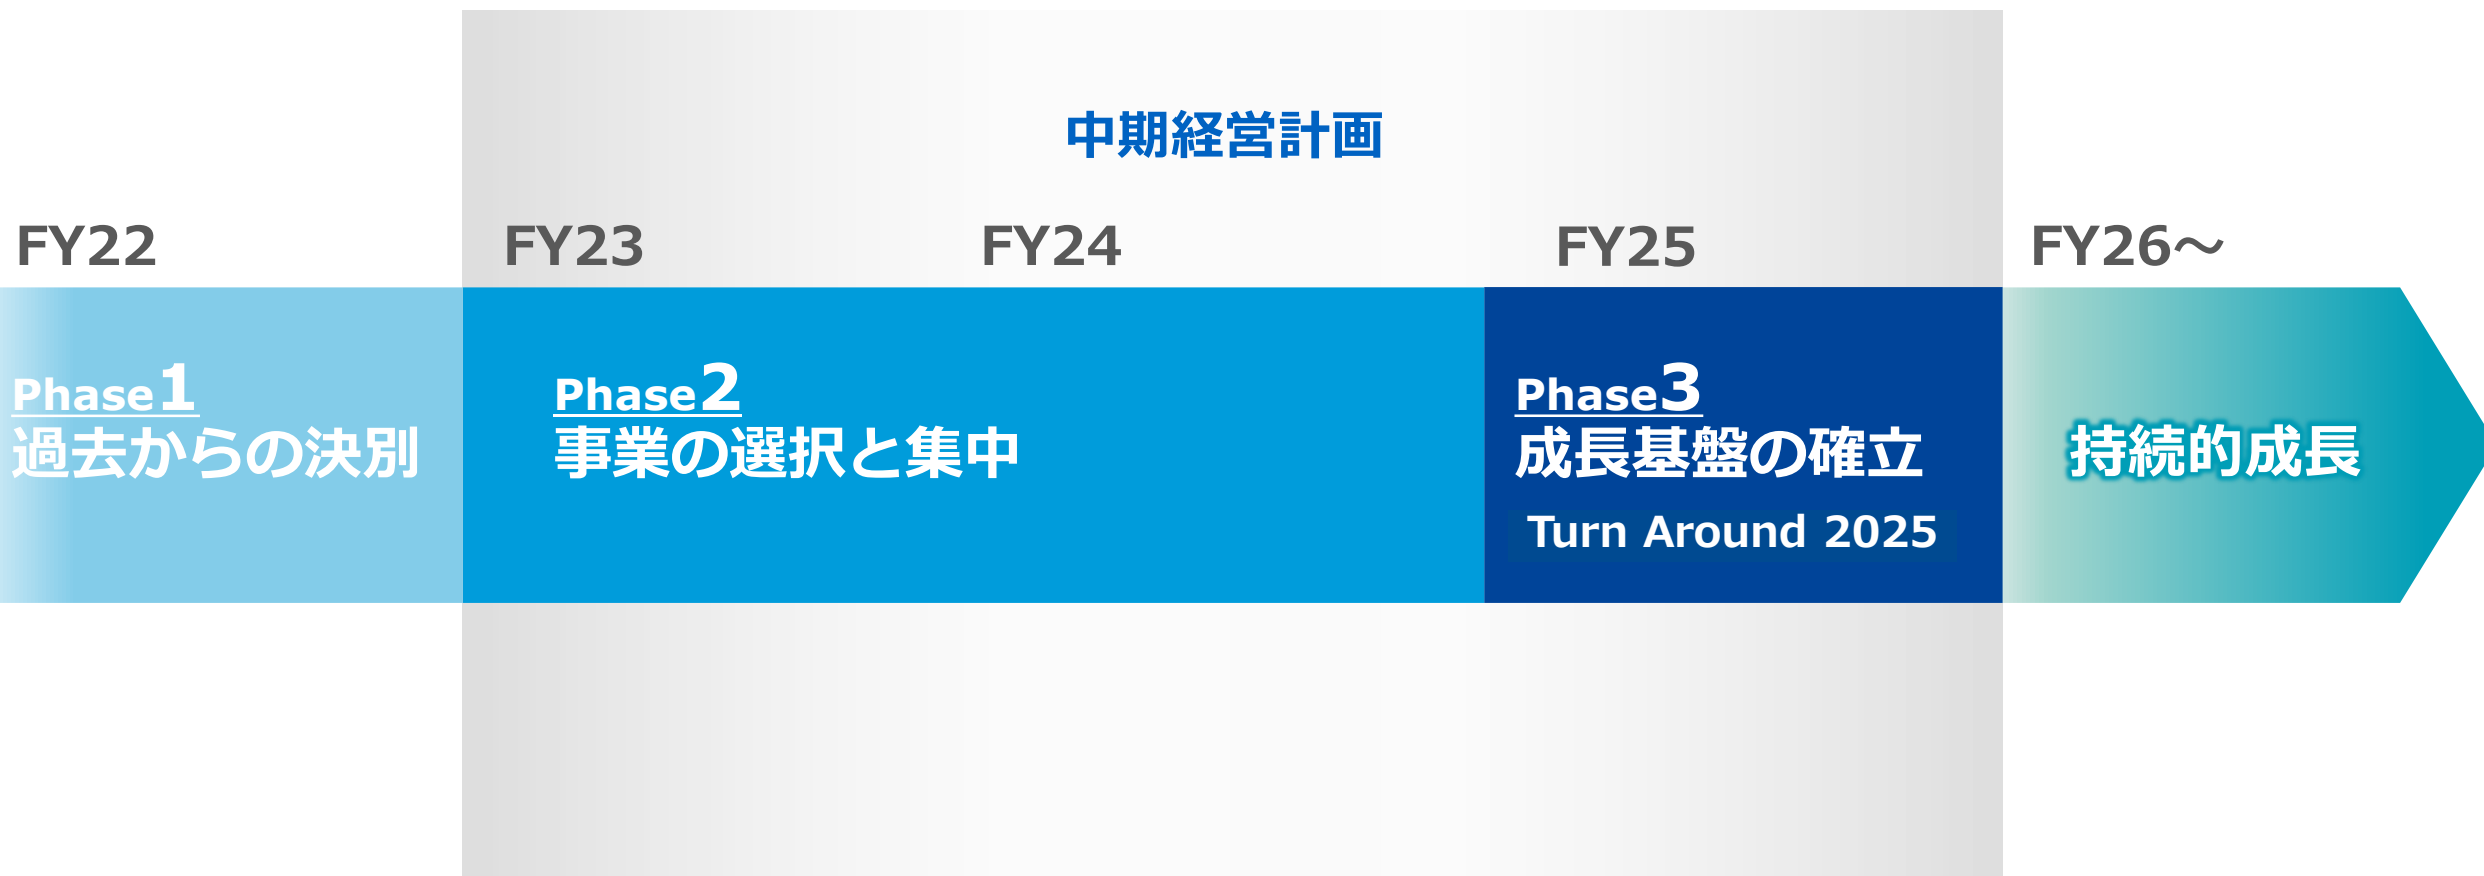 中期経営計画
FY22
FY23
FY24
FY25
FY26～
Phase1
過去からの決別
Phase2
事業の選択と集中
Phase3
成長基盤の確立
Turn Around 2025
持続的成長